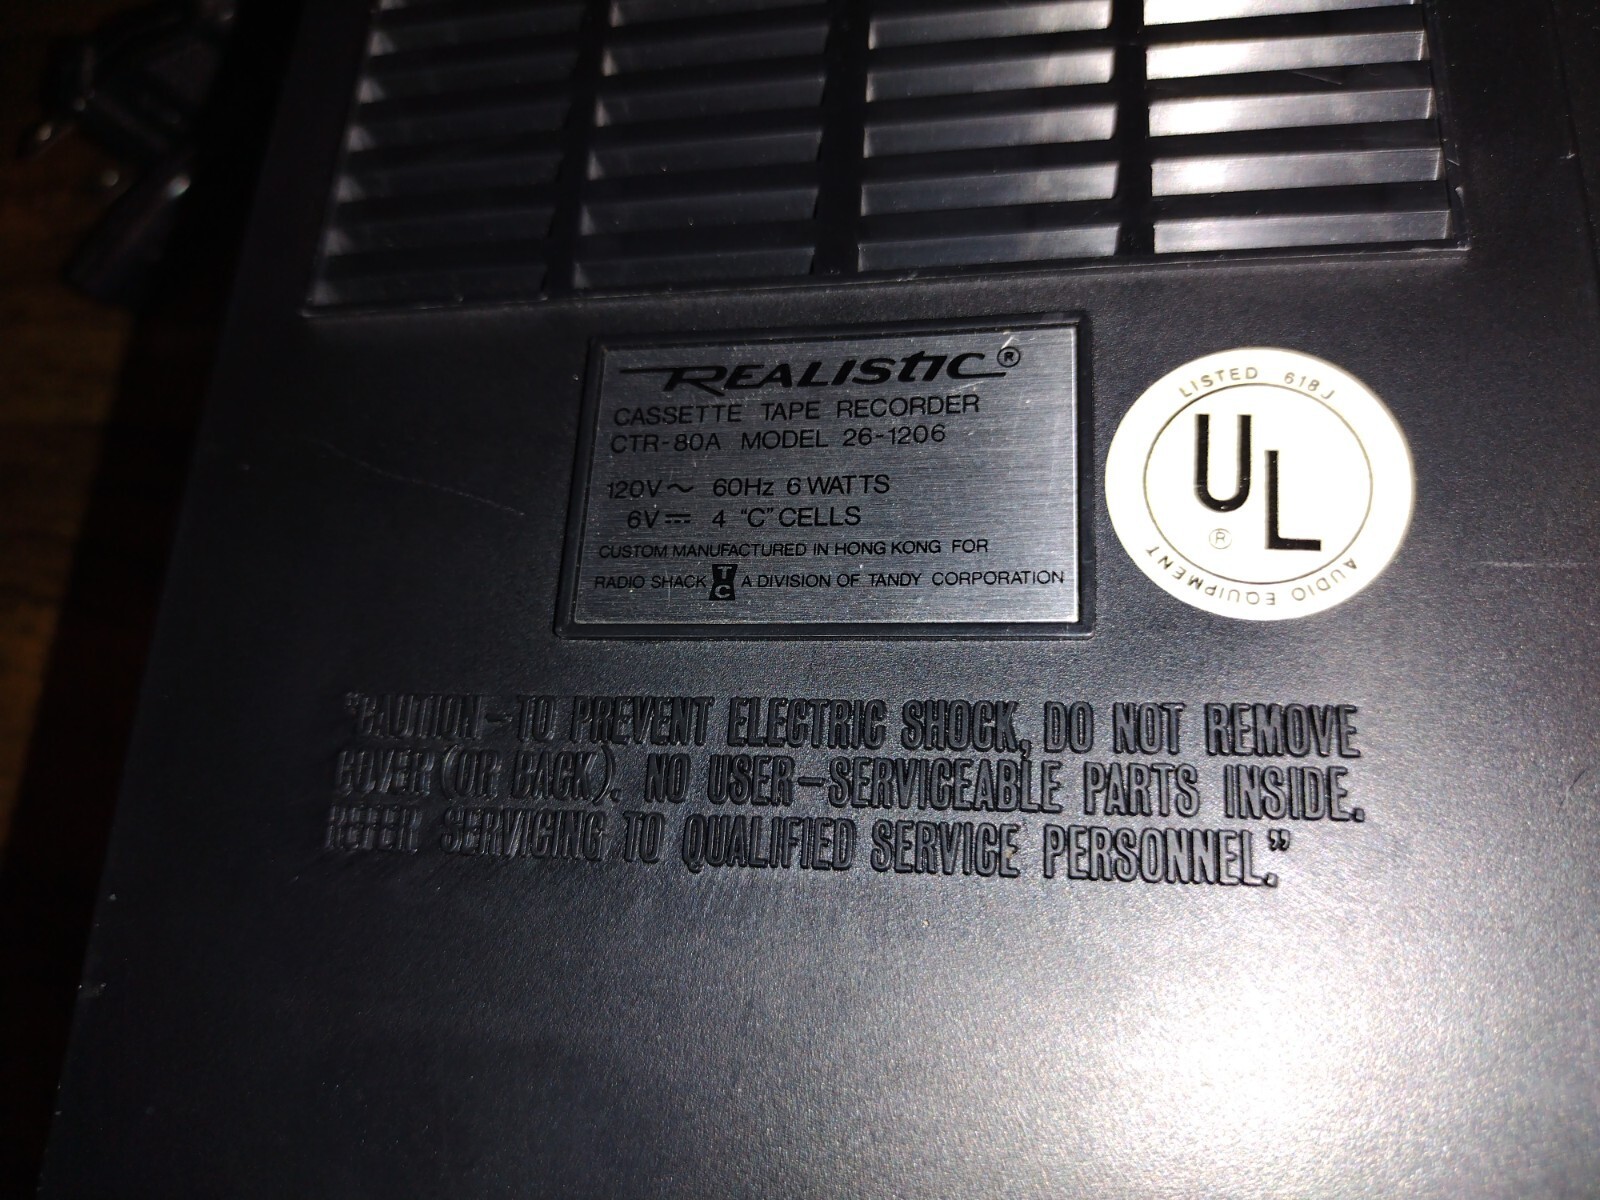 REALISTIC®
CASSETTE TAPE RECORDER
CTR-80A MODEL 26-1206
120V ~ 60Hz 6 WATTS
6V ⎓ 4 "C" CELLS
CUSTOM MANUFACTURED IN HONG KONG FOR
RADIO SHACK TC A DIVISION OF TANDY CORPORATION
LISTED 618J
UL
®
AUDIO EQUIPMENT
"CAUTION - TO PREVENT ELECTRIC SHOCK, DO NOT REMOVE
COVER (OR BACK). NO USER-SERVICEABLE PARTS INSIDE.
REFER SERVICING TO QUALIFIED SERVICE PERSONNEL."